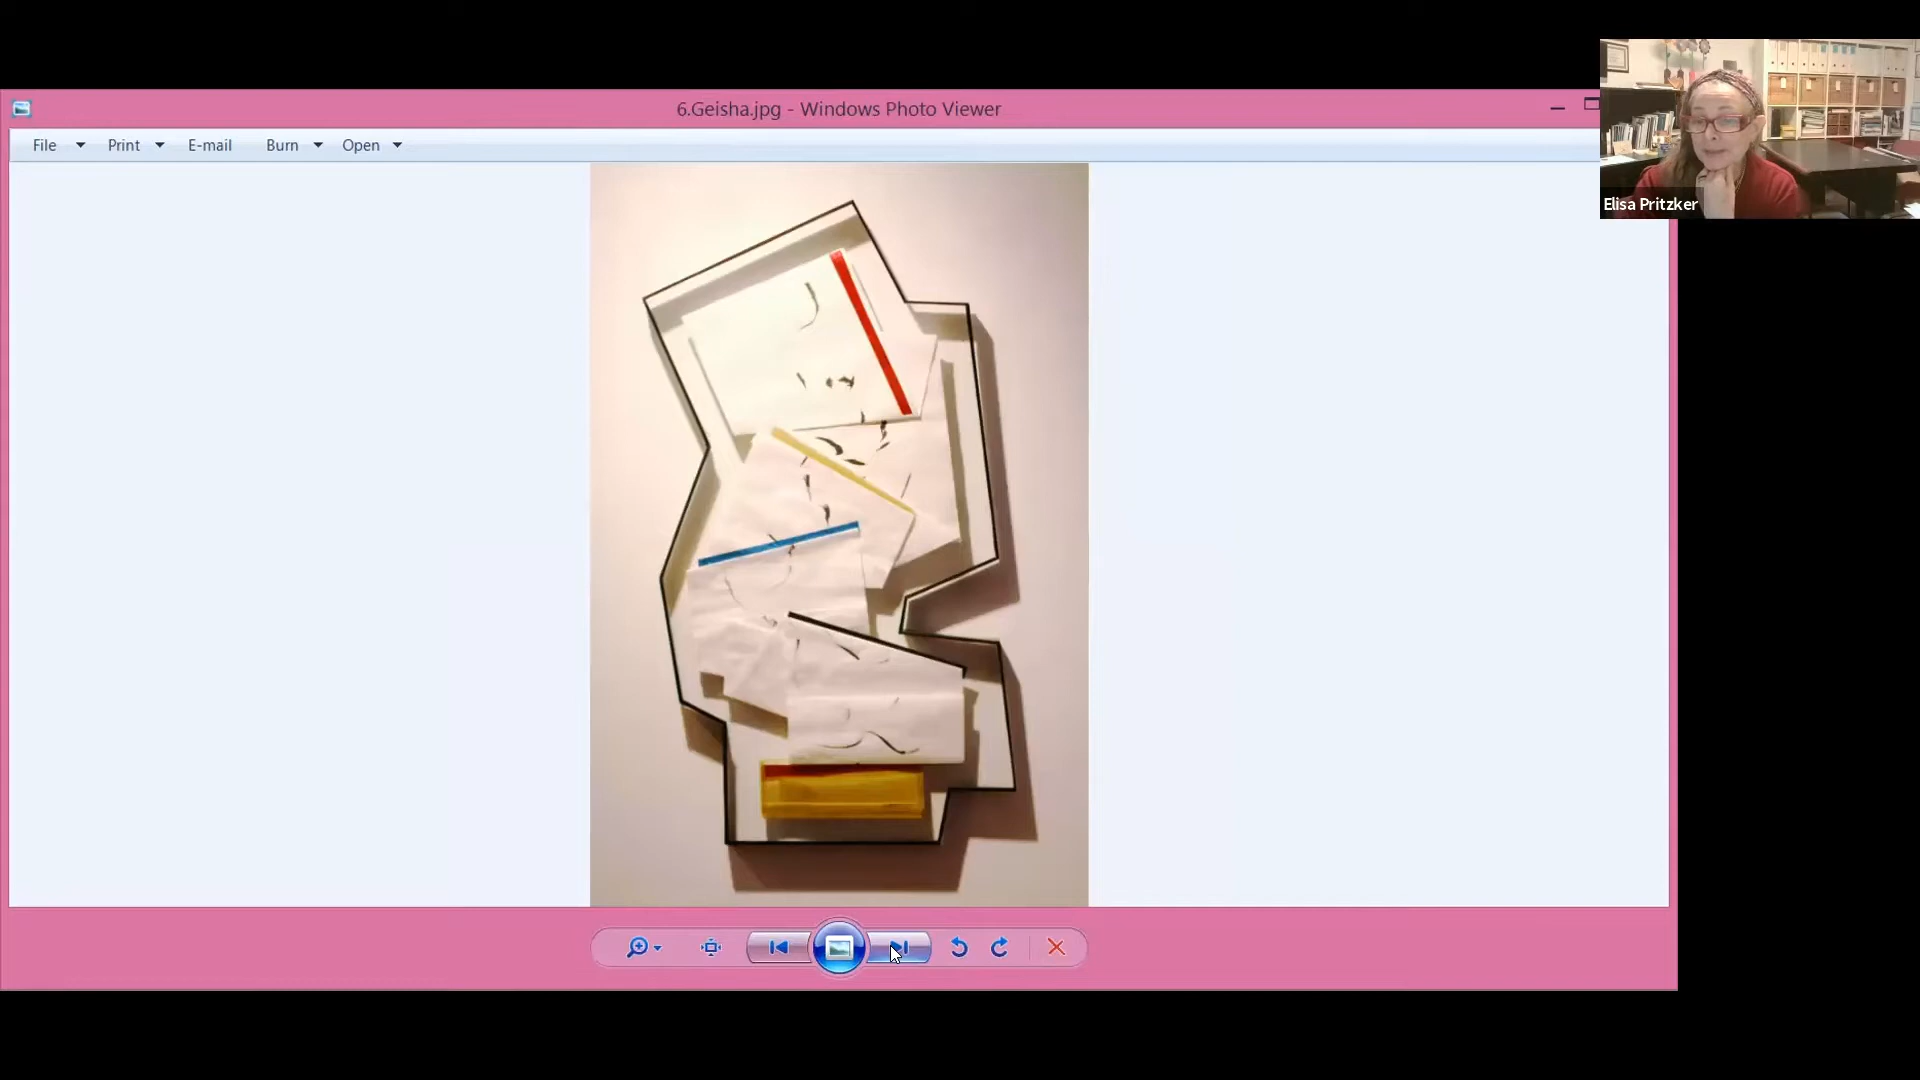 6.Geisha.jpg - Windows Photo Viewer
File Print E-mail Burn Open
Elisa Pritzker